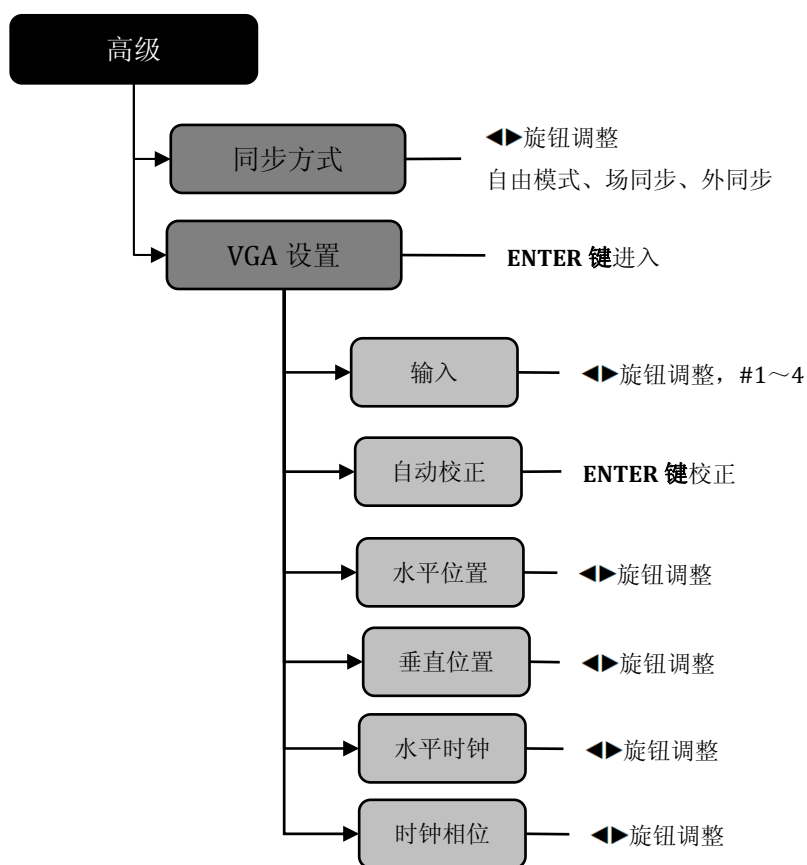 高级
同步方式
◀▶旋钮调整
自由模式、场同步、外同步
VGA 设置
ENTER 键进入
输入
◀▶旋钮调整，#1～4
自动校正
ENTER 键校正
水平位置
◀▶旋钮调整
垂直位置
◀▶旋钮调整
水平时钟
◀▶旋钮调整
时钟相位
◀▶旋钮调整